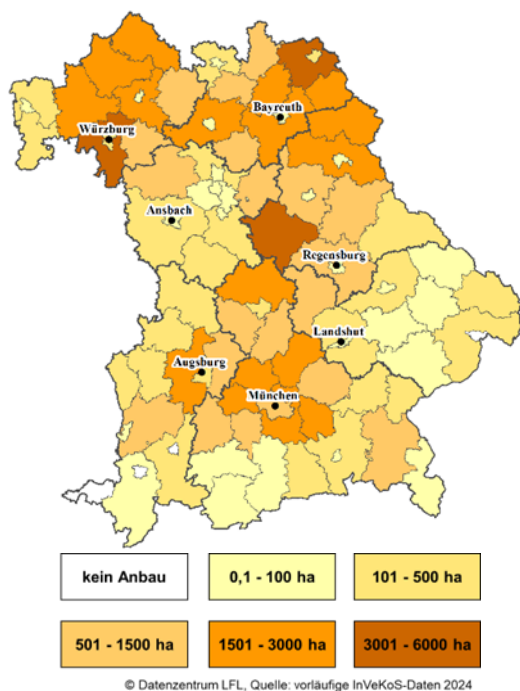 Bayreuth
Würzburg
Ansbach
Regensburg
Landshut
Augsburg
München
kein Anbau
0,1 - 100 ha
101 - 500 ha
501 - 1500 ha
1501 - 3000 ha
3001 - 6000 ha
© Datenzentrum LFL, Quelle: vorläufige InVeKoS-Daten 2024